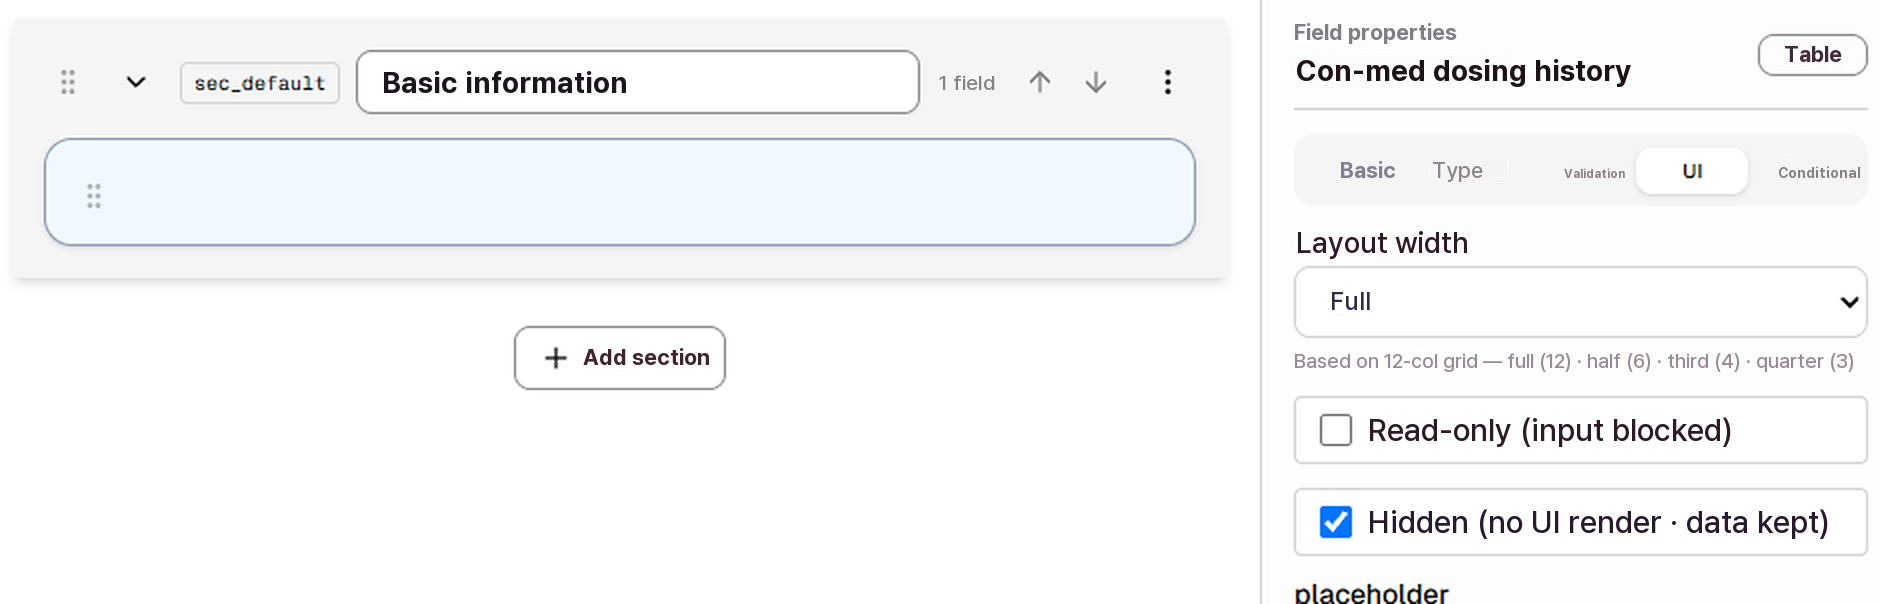 sec_default
Basic information
1 field
Add section
Field properties
Con-med dosing history
Table
Basic
Type
Validation
UI
Conditional
Layout width
Full
Based on 12-col grid — full (12) · half (6) · third (4) · quarter (3)
Read-only (input blocked)
Hidden (no UI render · data kept)
placeholder